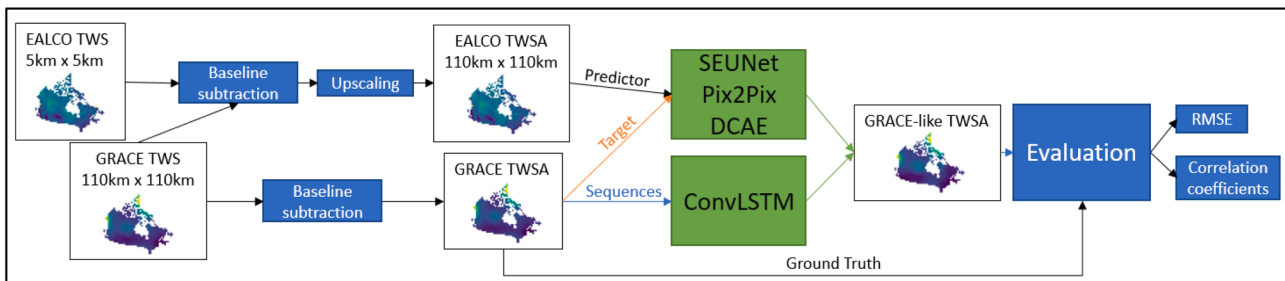 EALCO TWS
5km x 5km
Baseline
subtraction
Upscaling
EALCO TWSA
110km x 110km
Predictor
Target
SEUNet
Pix2Pix
DCAE
GRACE TWS
110km x 110km
Baseline
subtraction
GRACE TWSA
Sequences
ConvLSTM
GRACE-like TWSA
Evaluation
RMSE
Correlation
coefficients
Ground Truth